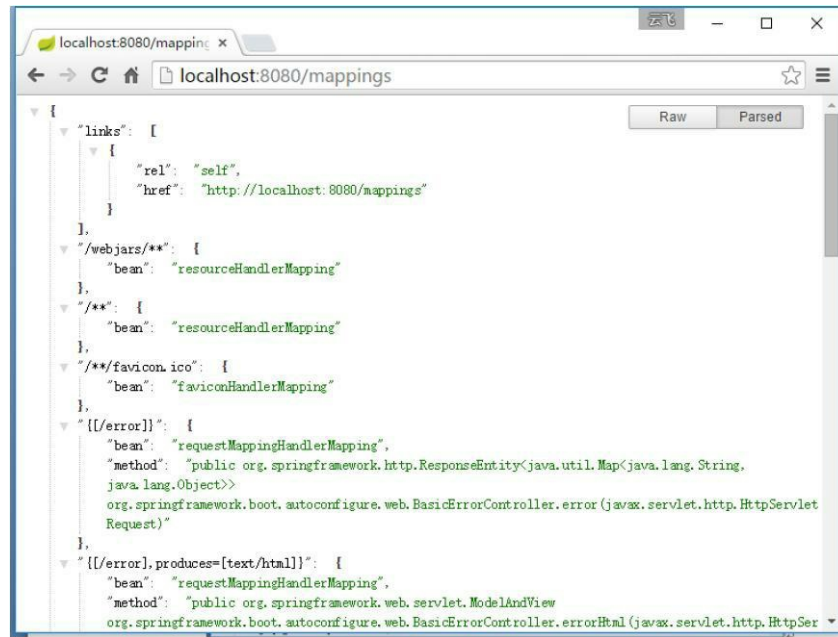 云飞
localhost:8080/mapping
localhost:8080/mappings
Raw Parsed
{
"links": [
{
"rel": "self",
"href": "http://localhost:8080/mappings"
}
],
"/webjars/**": {
"bean": "resourceHandlerMapping"
},
"/**": {
"bean": "resourceHandlerMapping"
},
"/**/favicon.ico": {
"bean": "faviconHandlerMapping"
},
"{[/error]}": {
"bean": "requestMappingHandlerMapping",
"method": "public org.springframework.http.ResponseEntity<java.util.Map<java.lang.String,
java.lang.Object>>
org.springframework.boot.autoconfigure.web.BasicErrorController.error(javax.servlet.http.HttpServlet
Request)"
},
"{[/error],produces=[text/html]}": {
"bean": "requestMappingHandlerMapping",
"method": "public org.springframework.web.servlet.ModelAndView
org.springframework.boot.autoconfigure.web.BasicErrorController.errorHtml(javax.servlet.http.HttpSer